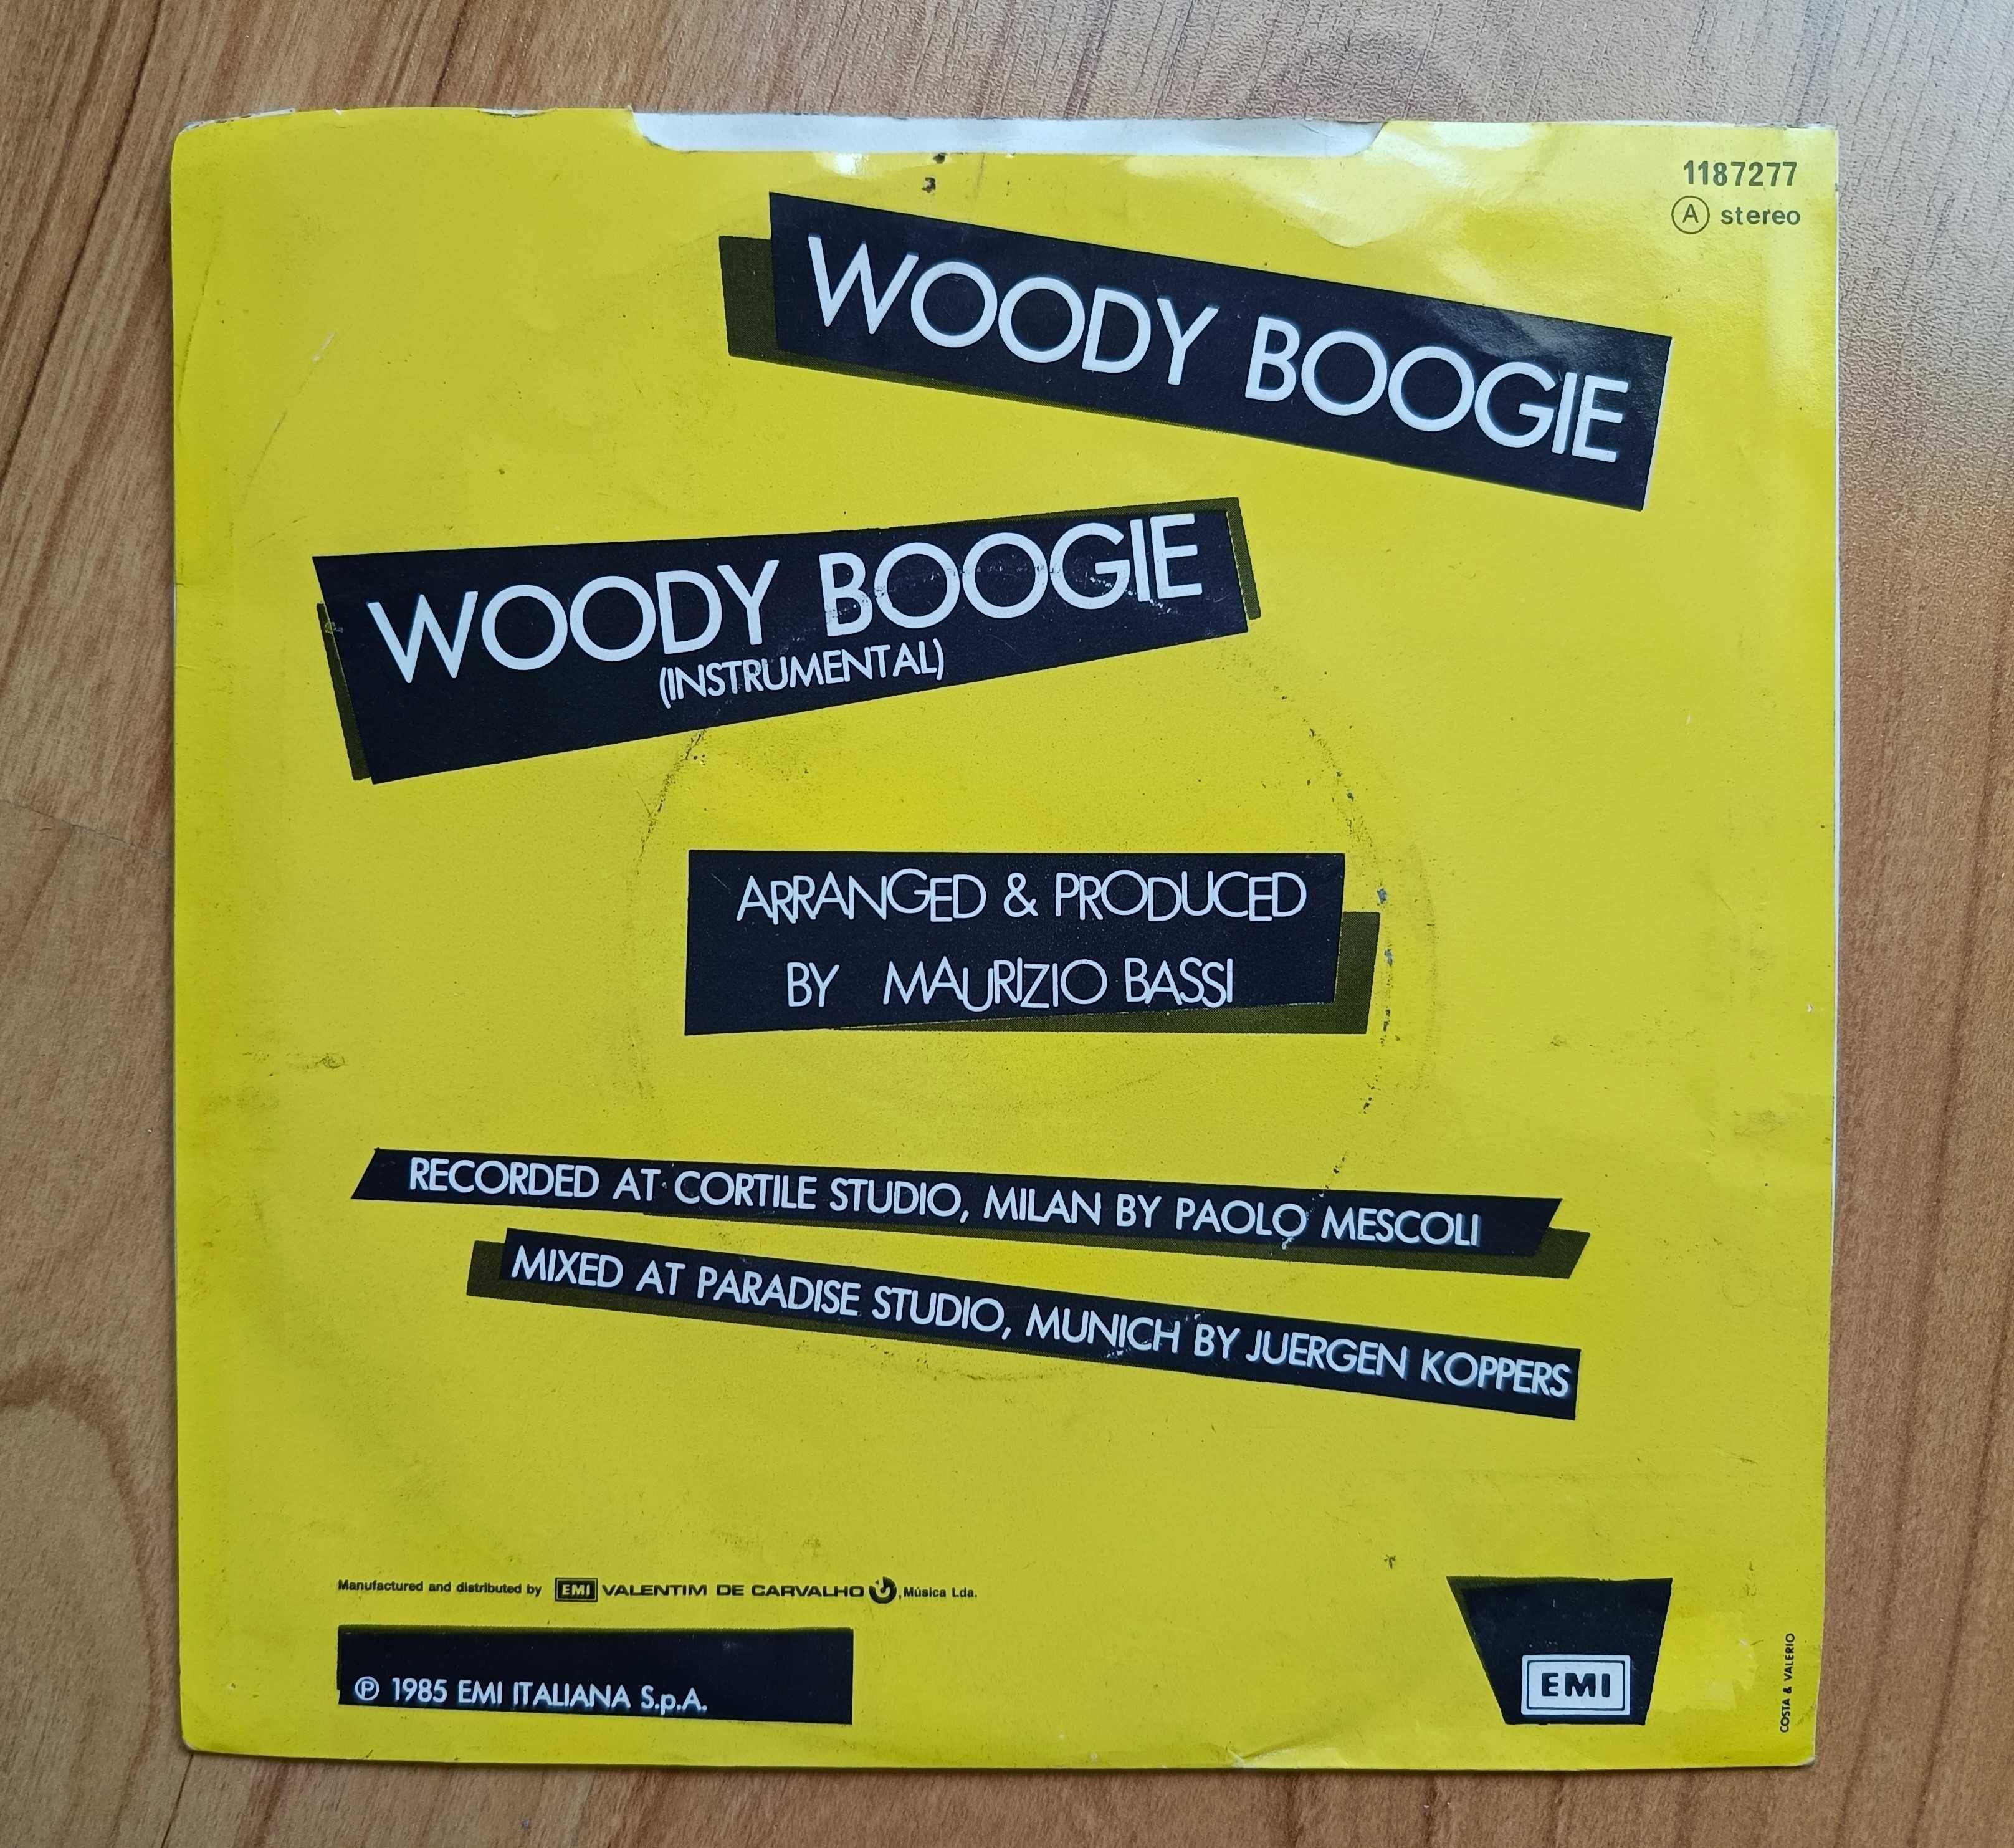 1187277
Ⓐ stereo
WOODY BOOGIE
WOODY BOOGIE
(INSTRUMENTAL)
ARRANGED & PRODUCED
BY MAURIZIO BASSI
RECORDED AT CORTILE STUDIO, MILAN BY PAOLO MESCOLI
MIXED AT PARADISE STUDIO, MUNICH BY JUERGEN KOPPERS
Manufactured and distributed by EMI VALENTIM DE CARVALHO, Música Lda.
℗ 1985 EMI ITALIANA S.p.A.
EMI
COSTA & VALERIO